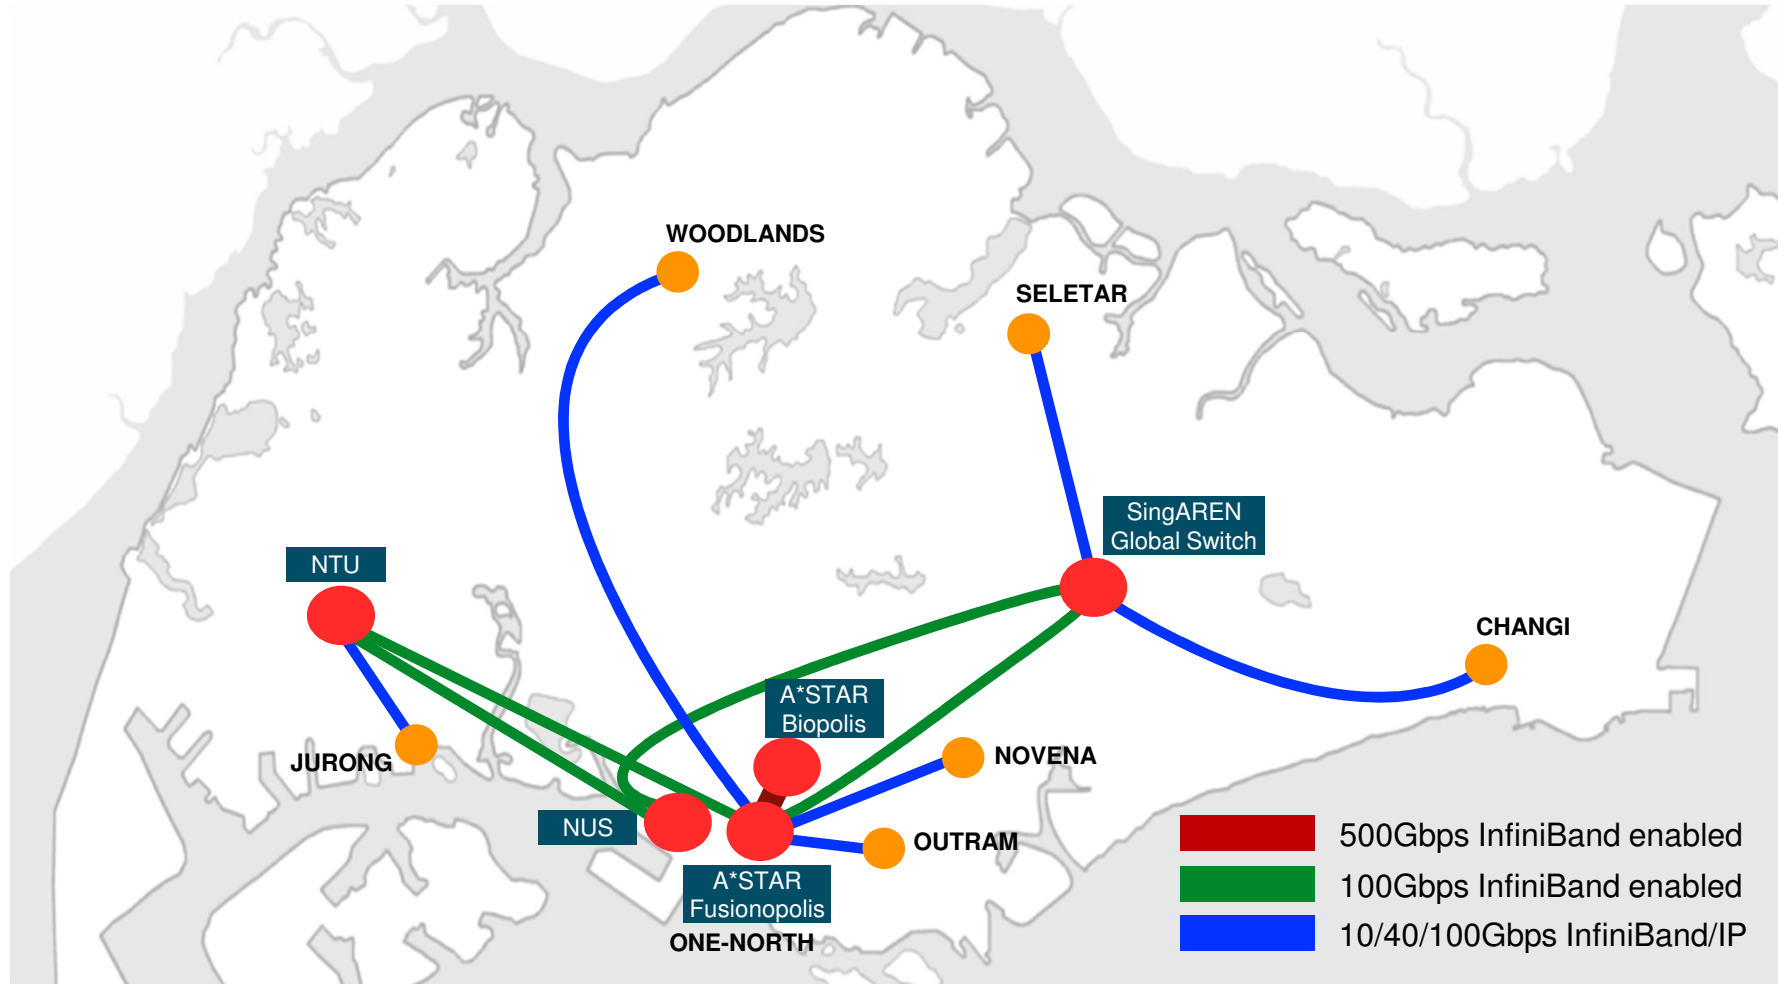 WOODLANDS
SELETAR
SingAREN
Global Switch
NTU
CHANGI
A*STAR
Biopolis
JURONG
NOVENA
NUS
OUTRAM
A*STAR
Fusionopolis
ONE-NORTH
500Gbps InfiniBand enabled
100Gbps InfiniBand enabled
10/40/100Gbps InfiniBand/IP